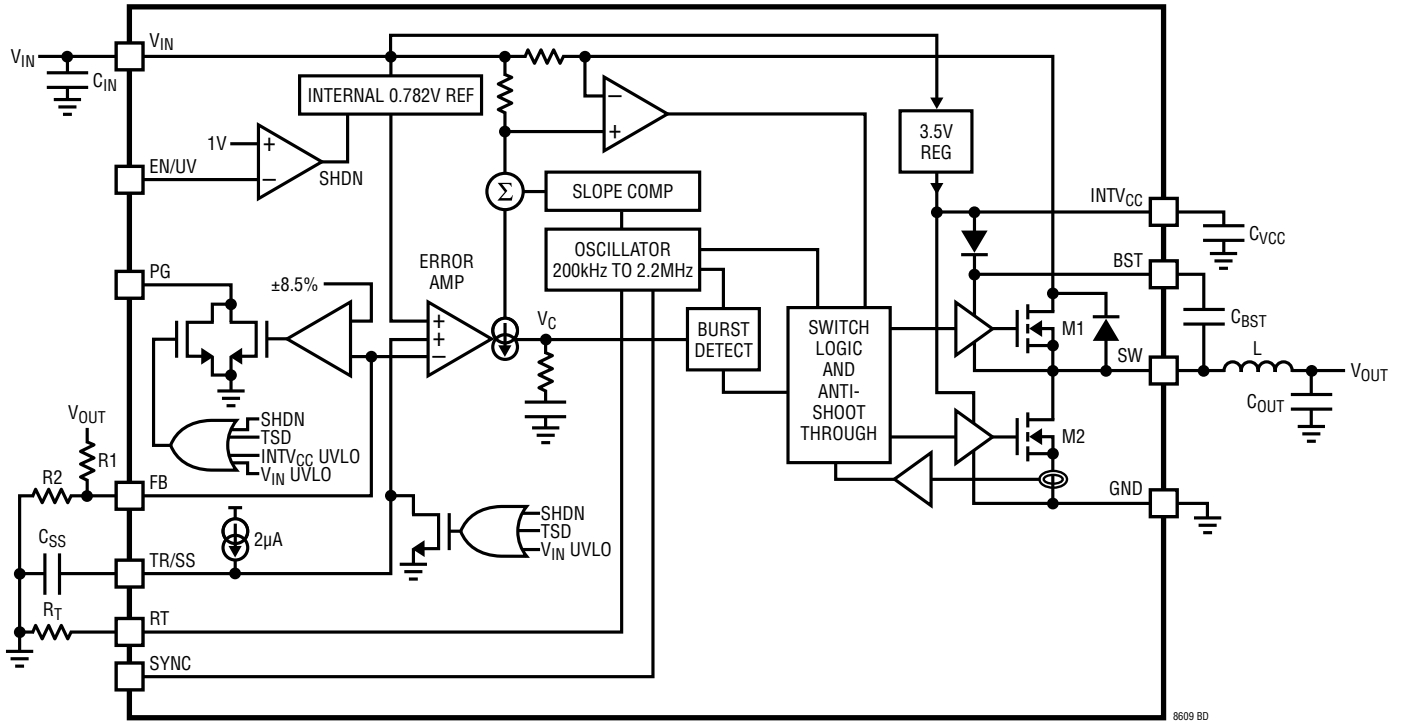 VIN
VIN
CIN
INTERNAL 0.782V REF
1V
+
−
EN/UV
SHDN
−
+
3.5V
REG
Σ
SLOPE COMP
INTVCC
CVCC
OSCILLATOR
200kHz TO 2.2MHz
BST
PG
±8.5%
ERROR
AMP
+
+
−
VC
BURST
DETECT
SWITCH
LOGIC
AND
ANTI-
SHOOT
THROUGH
M1
CBST
SW
L
VOUT
COUT
M2
VOUT
R1
SHDN
TSD
INTVCC UVLO
VIN UVLO
R2
FB
GND
CSS
2µA
SHDN
TSD
VIN UVLO
TR/SS
RT
RT
SYNC
8609 BD